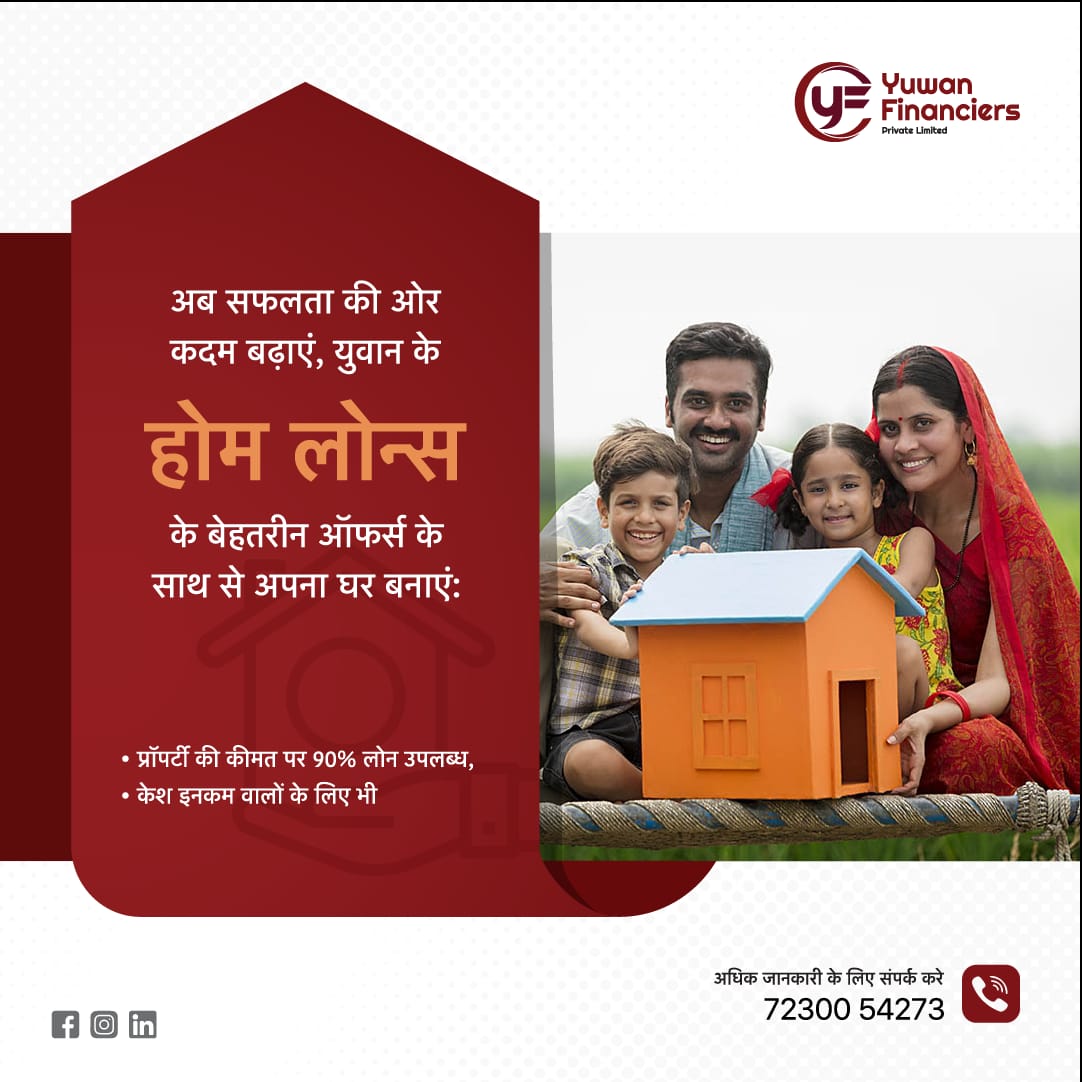 Yuwan
Financiers
Private Limited
अब सफलता की ओर
कदम बढ़ाएं, युवान के
होम लोन्स
के बेहतरीन ऑफर्स के
साथ से अपना घर बनाएं:
• प्रॉपर्टी की कीमत पर 90% लोन उपलब्ध,
• केश इनकम वालों के लिए भी
अधिक जानकारी के लिए संपर्क करे
72300 54273